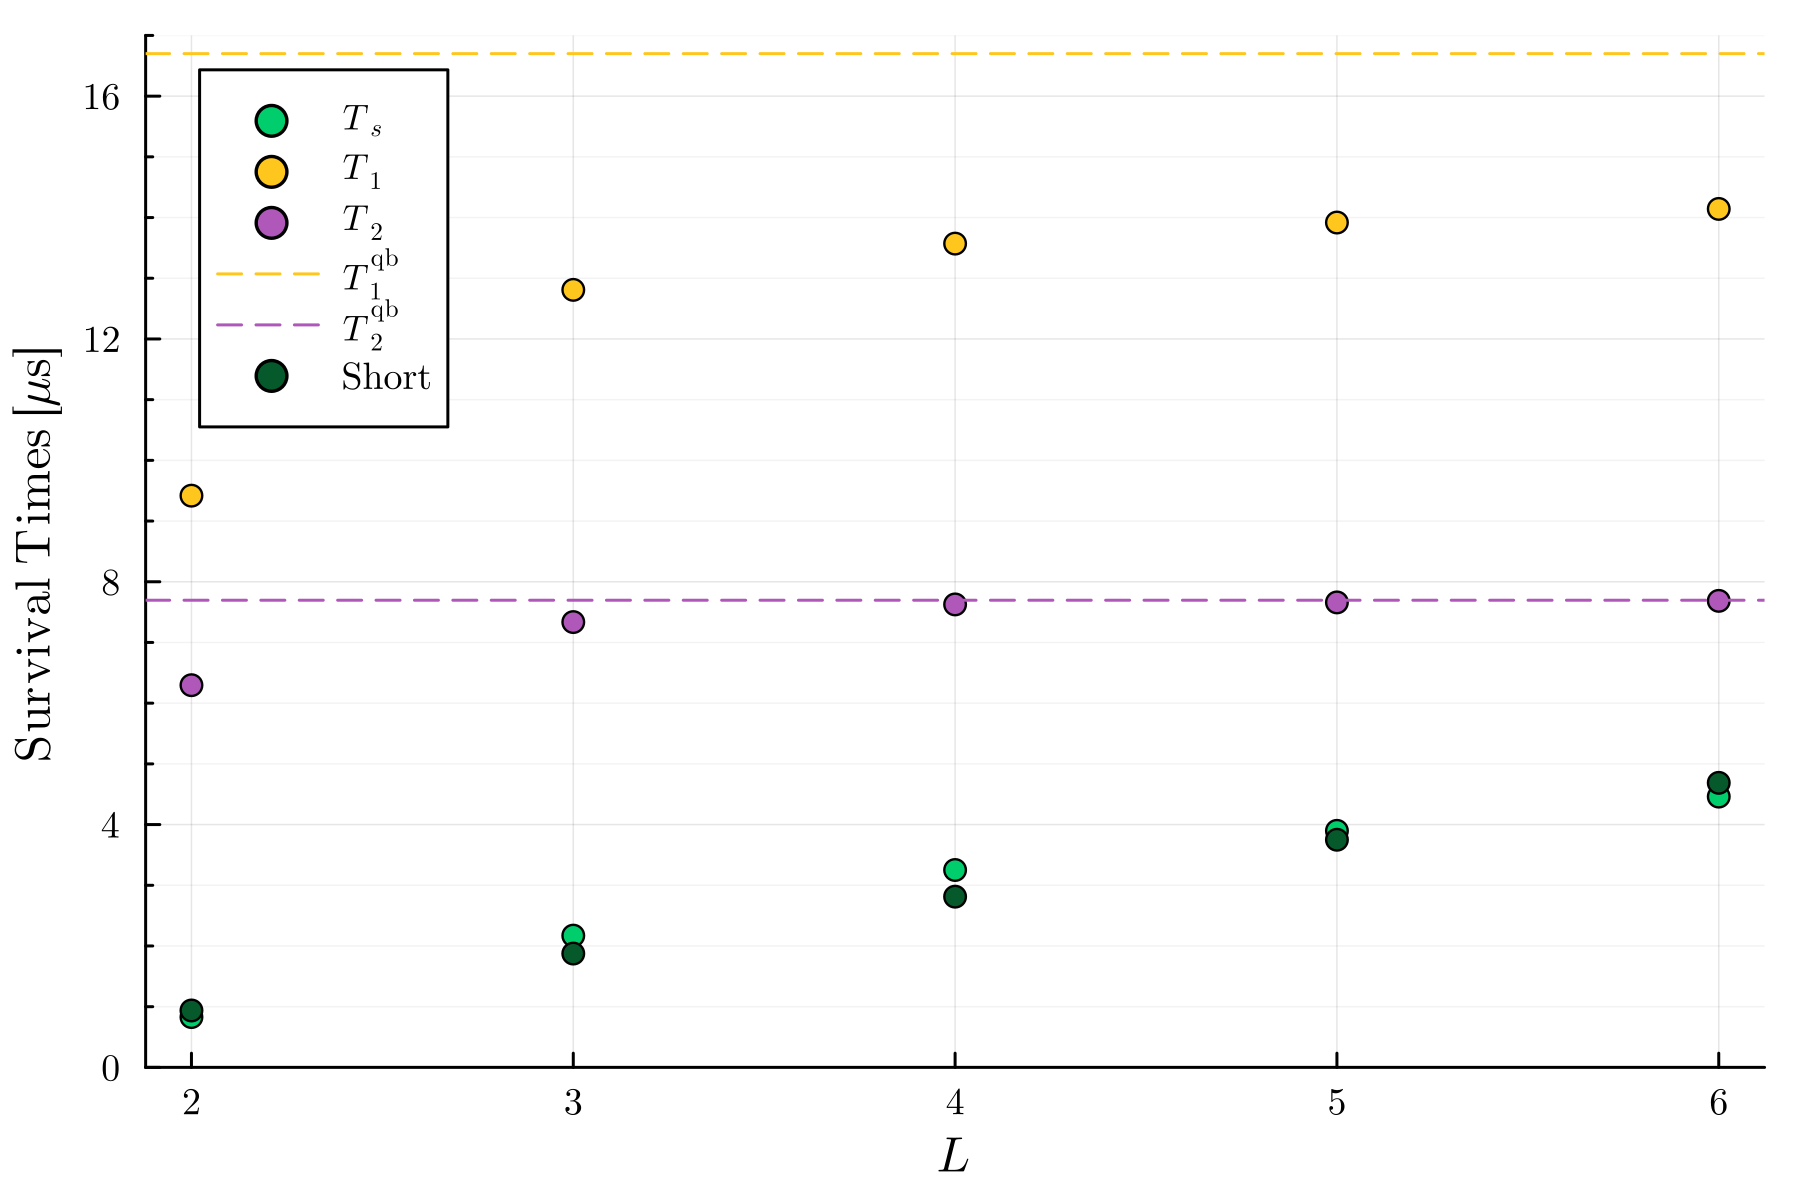 Survival Times [μs]
16
12
8
4
0
T_s
T_1
T_2
T_1^qb
T_2^qb
Short
2 3 4 5 6
L